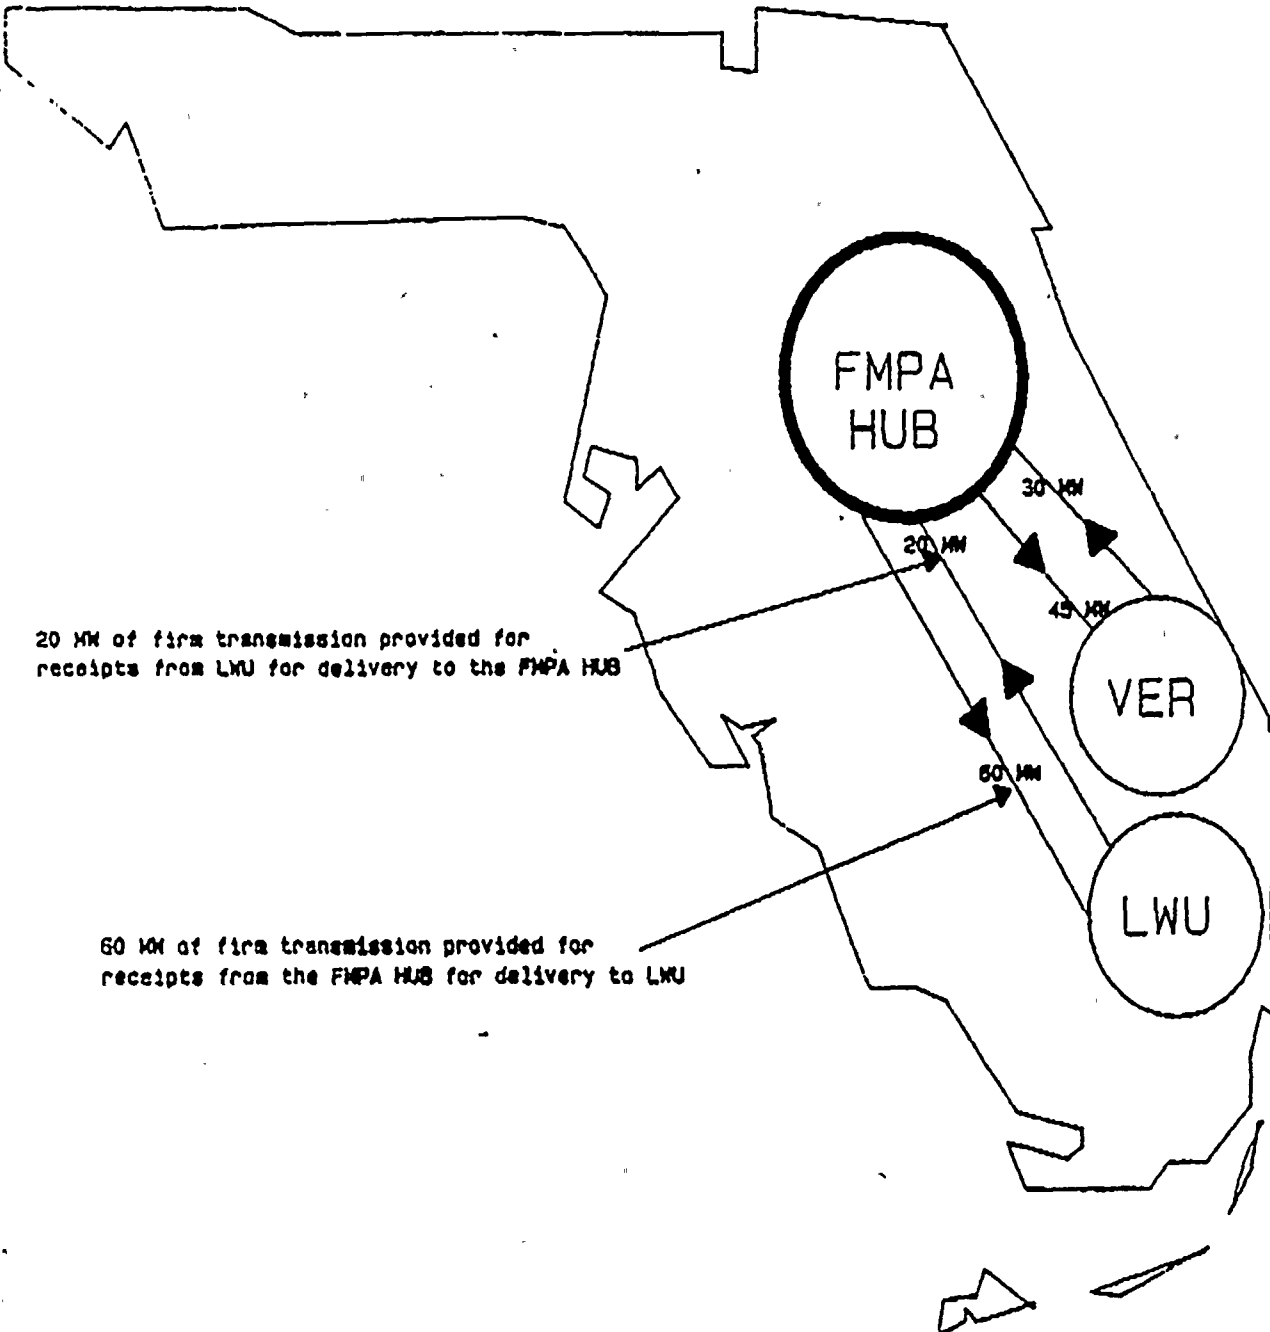 FMPA
HUB
30 MW
20 MW
45 MW
20 MW of firm transmission provided for
receipts from LWU for delivery to the FMPA HUB
VER
60 MW
LWU
60 MW of firm transmission provided for
receipts from the FMPA HUB for delivery to LWU